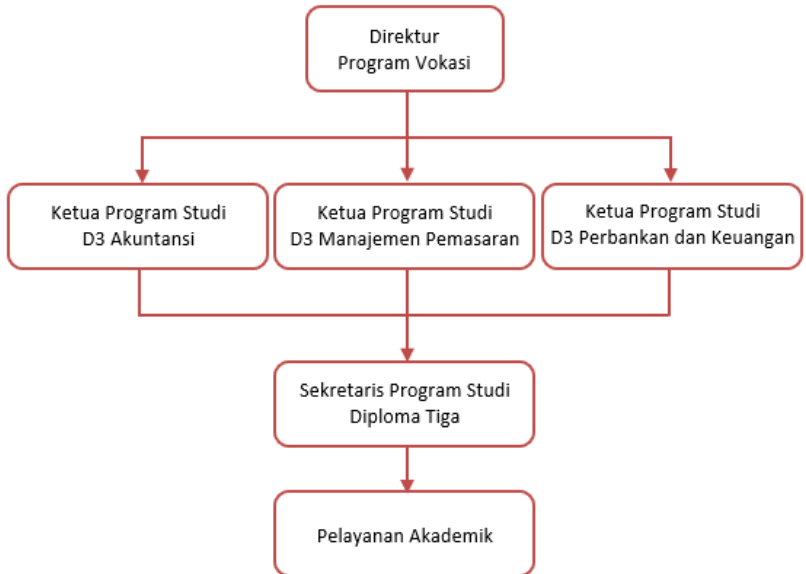 Direktur
Program Vokasi
Ketua Program Studi
D3 Akuntansi
Ketua Program Studi
D3 Manajemen Pemasaran
Ketua Program Studi
D3 Perbankan dan Keuangan
Sekretaris Program Studi
Diploma Tiga
Pelayanan Akademik